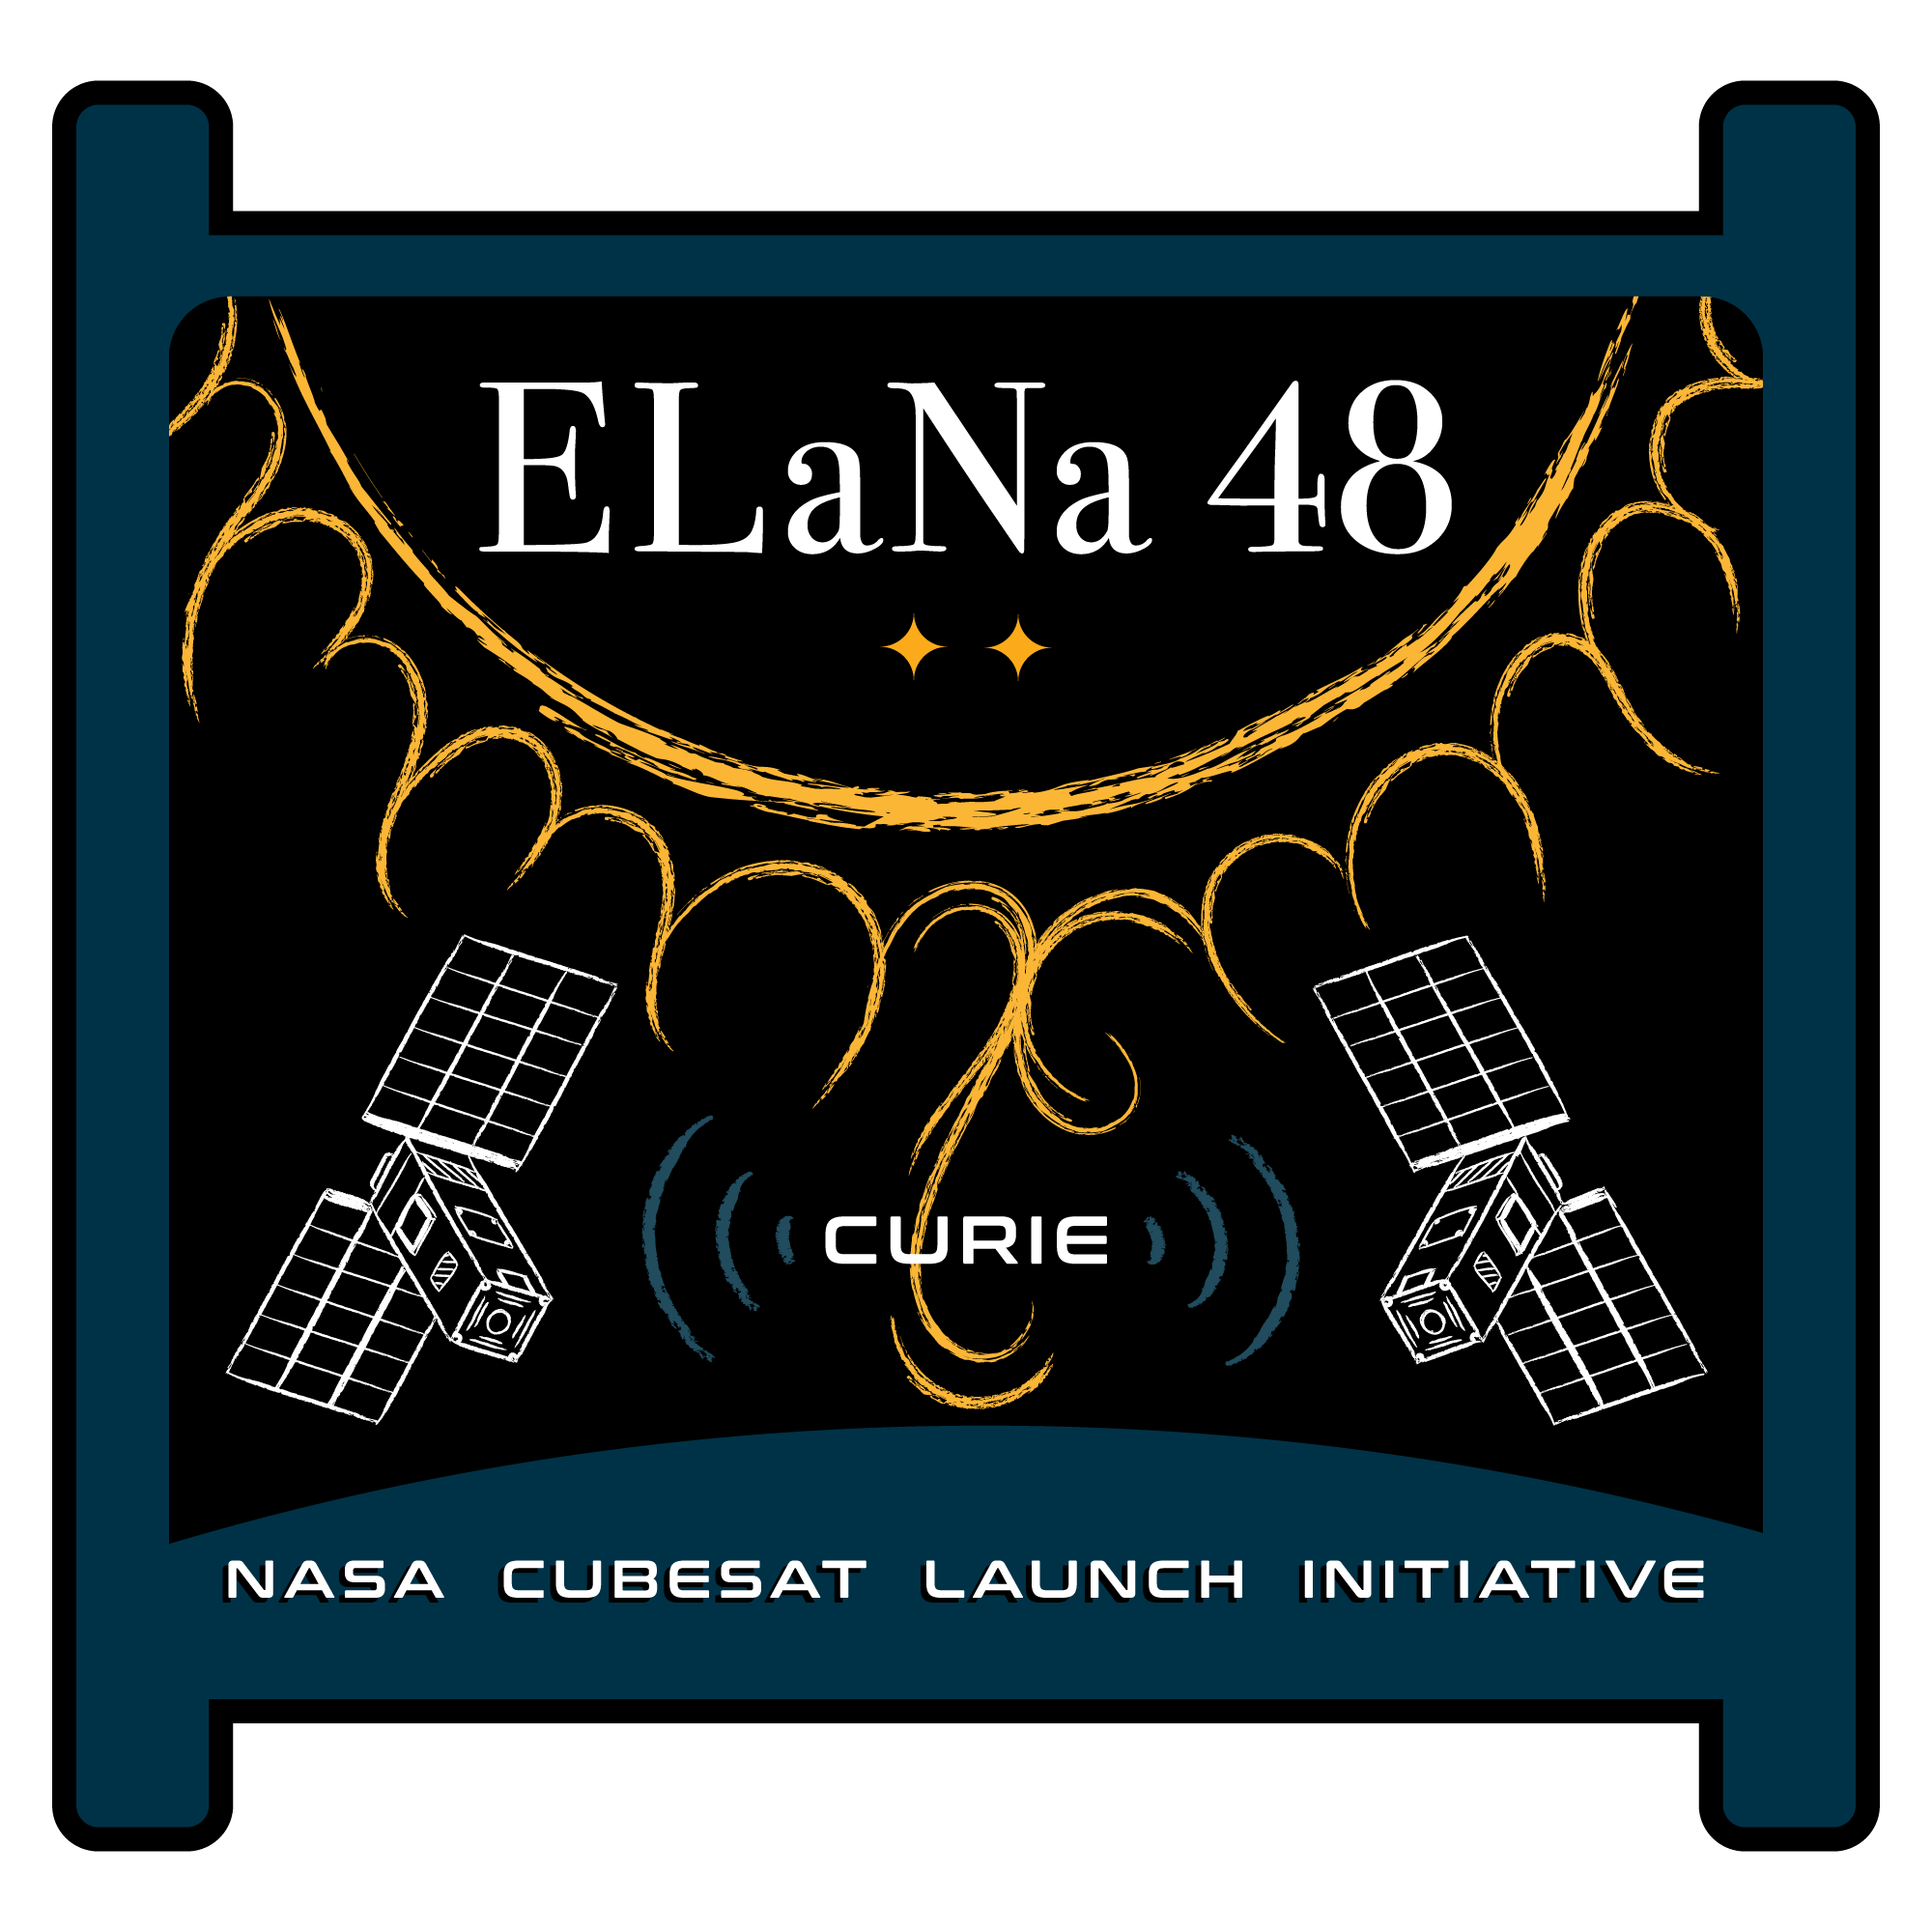 ELaNa 48
CURIE
NASA CUBESAT LAUNCH INITIATIVE